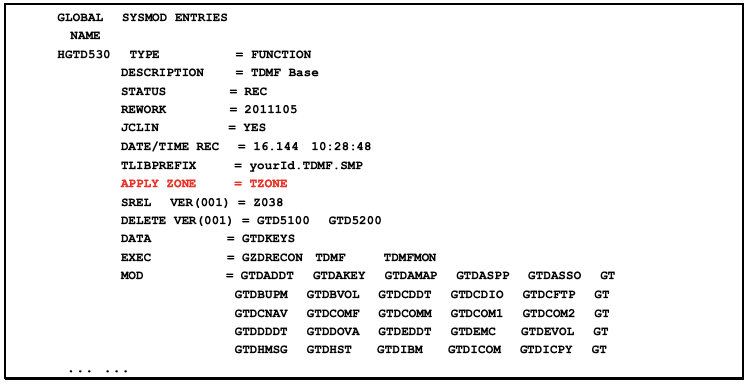 GLOBAL SYSMOD ENTRIES
NAME
HGTD530 TYPE = FUNCTION
DESCRIPTION = TDMF Base
STATUS = REC
REWORK = 2011105
JCLIN = YES
DATE/TIME REC = 16.144 10:28:48
TLIBPREFIX = yourId.TDMF.SMP
APPLY ZONE = TZONE
SREL VER(001) = Z038
DELETE VER(001) = GTD5100 GTD5200
DATA = GTDKEYS
EXEC = GZDRECON TDMF TDMFMON
MOD = GTDADDT GTDAKEY GTDAMAP GTDASPP GTDASSO GT
GTDBUPM GTDBVOL GTDCDDT GTDCDIO GTDCFTP GT
GTDCNAV GTDCOMF GTDCOMM GTDCOM1 GTDCOM2 GT
GTDDDDT GTDDOVA GTDEDDT GTDEMC GTDEVOL GT
GTDHMSG GTDHST GTDIBM GTDICOM GTDICPY GT
... ...